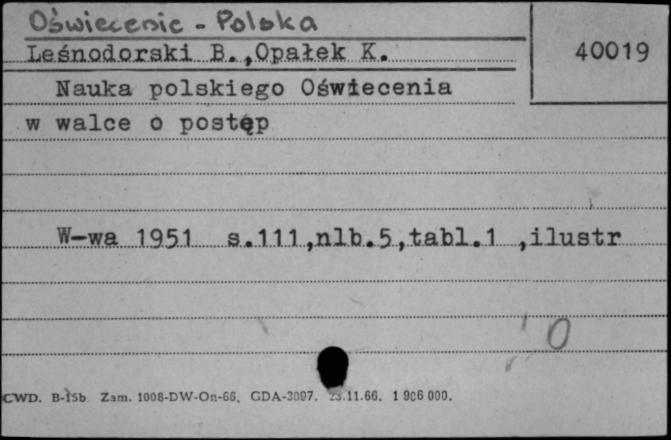 Oświecenie - Polska
Leśnodorski B.,Opałek K.
40019
Nauka polskiego Oświecenia
w walce o postęp
W-wa 1951 s.111,nlb.5,tabl.1 ,ilustr
0
CWD. B-15b Zam. 1008-DW-On-66. GDA-3097. 23.11.66. 1 906 000.